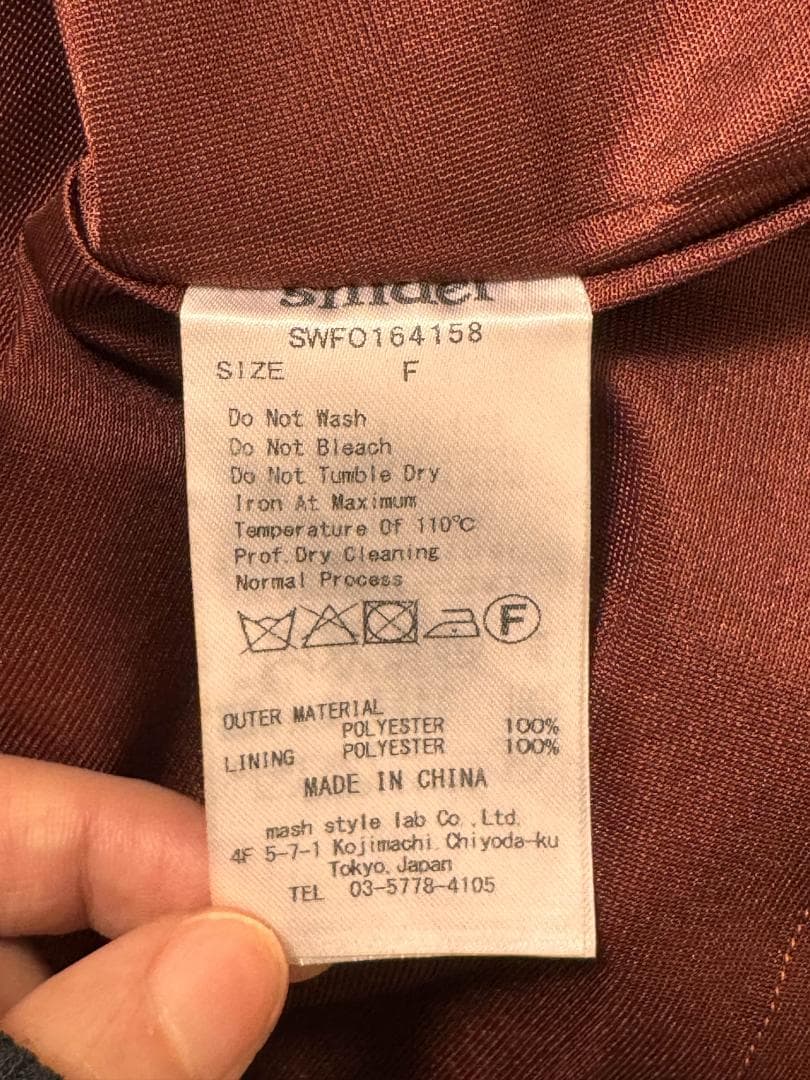 snidel
SWFO164158
SIZE F
Do Not Wash
Do Not Bleach
Do Not Tumble Dry
Iron At Maximum
Temperature Of 110℃
Prof.Dry Cleaning
Normal Process
F
OUTER MATERIAL
POLYESTER 100%
LINING POLYESTER 100%
MADE IN CHINA
mash style lab Co.,Ltd.
4F 5-7-1 Kojimachi.Chiyoda-ku
Tokyo.Japan
TEL 03-5778-4105